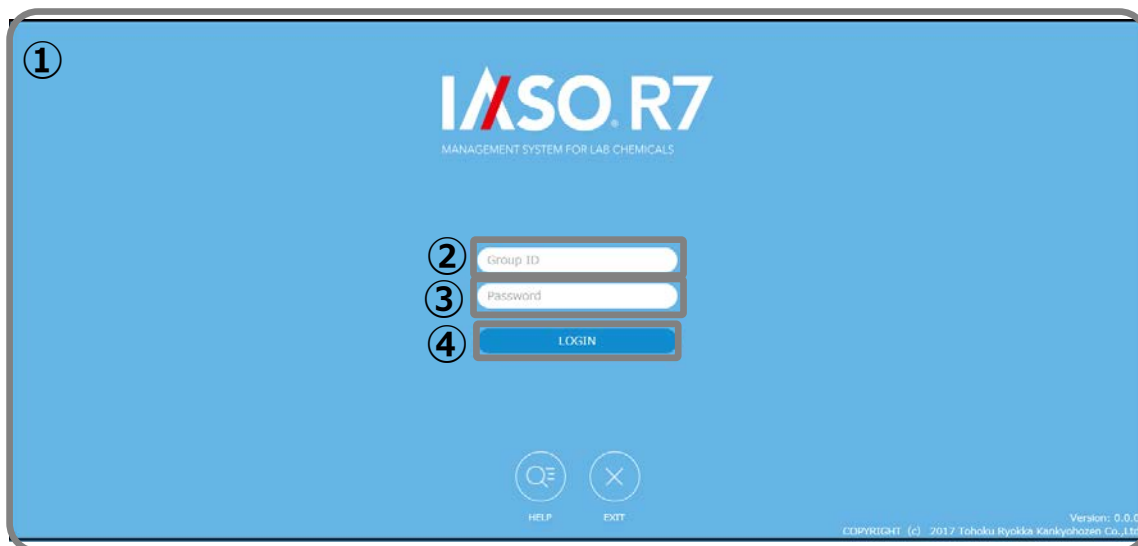 ①
IASO® R7
MANAGEMENT SYSTEM FOR LAB CHEMICALS
② Group ID
③ Password
④ LOGIN
HELP EXIT
Version: 0.0.0
COPYRIGHT (c) 2017 Tohoku Ryokka Kankyohozen Co.,Ltd